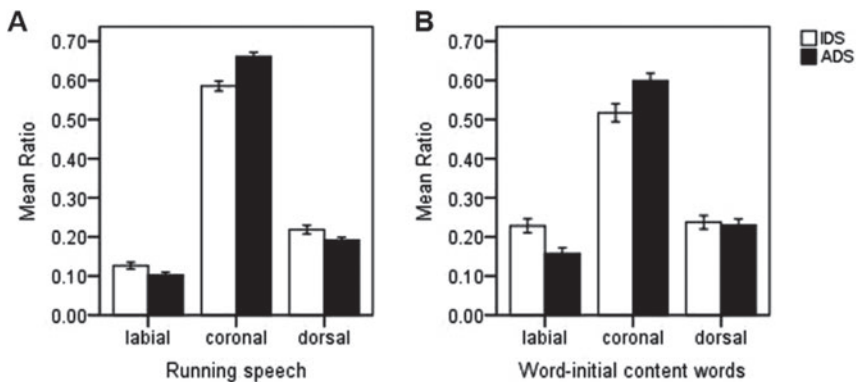 A
B
IDS
ADS
Mean Ratio
0.70
0.60
0.50
0.40
0.30
0.20
0.10
0.00
labial coronal dorsal
Running speech
Mean Ratio
0.70
0.60
0.50
0.40
0.30
0.20
0.10
0.00
labial coronal dorsal
Word-initial content words